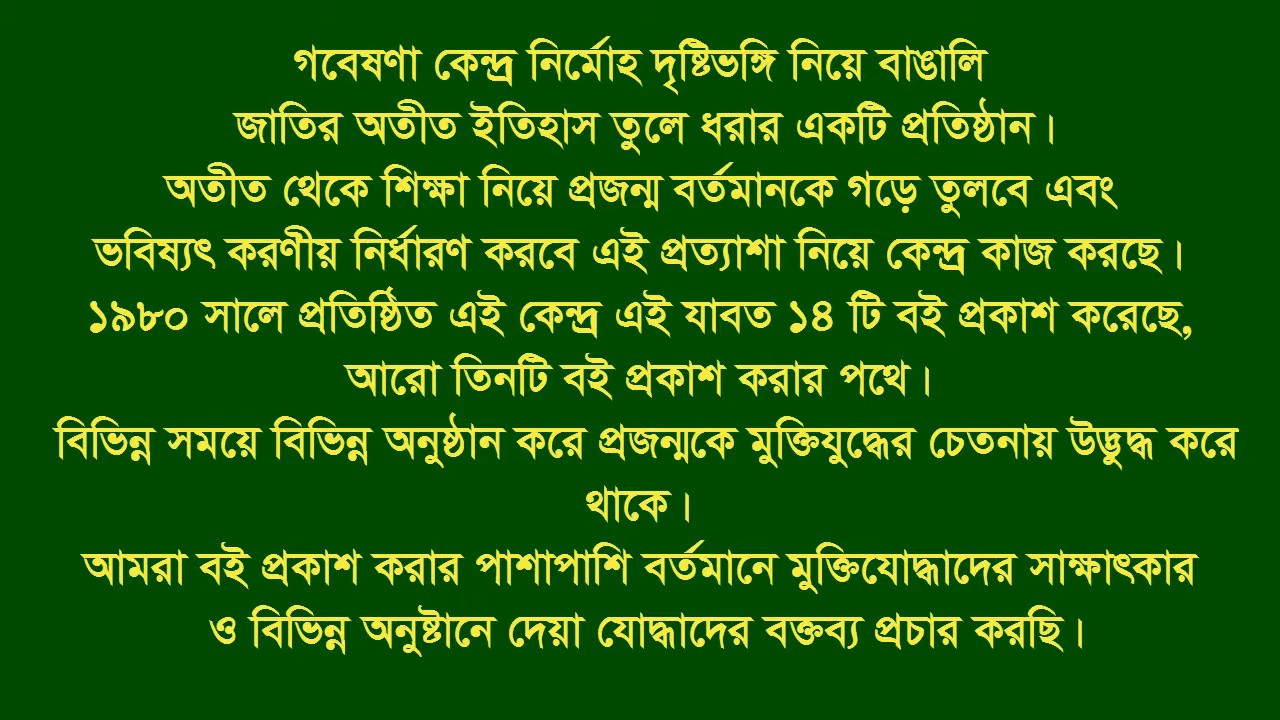 গবেষণা কেন্দ্র নির্মোহ দৃষ্টিভঙ্গি নিয়ে বাঙালি
জাতির অতীত ইতিহাস তুলে ধরার একটি প্রতিষ্ঠান।
অতীত থেকে শিক্ষা নিয়ে প্রজন্ম বর্তমানকে গড়ে তুলবে এবং
ভবিষ্যৎ করণীয় নির্ধারণ করবে এই প্রত্যাশা নিয়ে কেন্দ্র কাজ করছে।
১৯৮০ সালে প্রতিষ্ঠিত এই কেন্দ্র এই যাবত ১৪ টি বই প্রকাশ করেছে,
আরো তিনটি বই প্রকাশ করার পথে।
বিভিন্ন সময়ে বিভিন্ন অনুষ্ঠান করে প্রজন্মকে মুক্তিযুদ্ধের চেতনায় উদ্ভুদ্ধ করে
থাকে।
আমরা বই প্রকাশ করার পাশাপাশি বর্তমানে মুক্তিযোদ্ধাদের সাক্ষাৎকার
ও বিভিন্ন অনুষ্টানে দেয়া যোদ্ধাদের বক্তব্য প্রচার করছি।